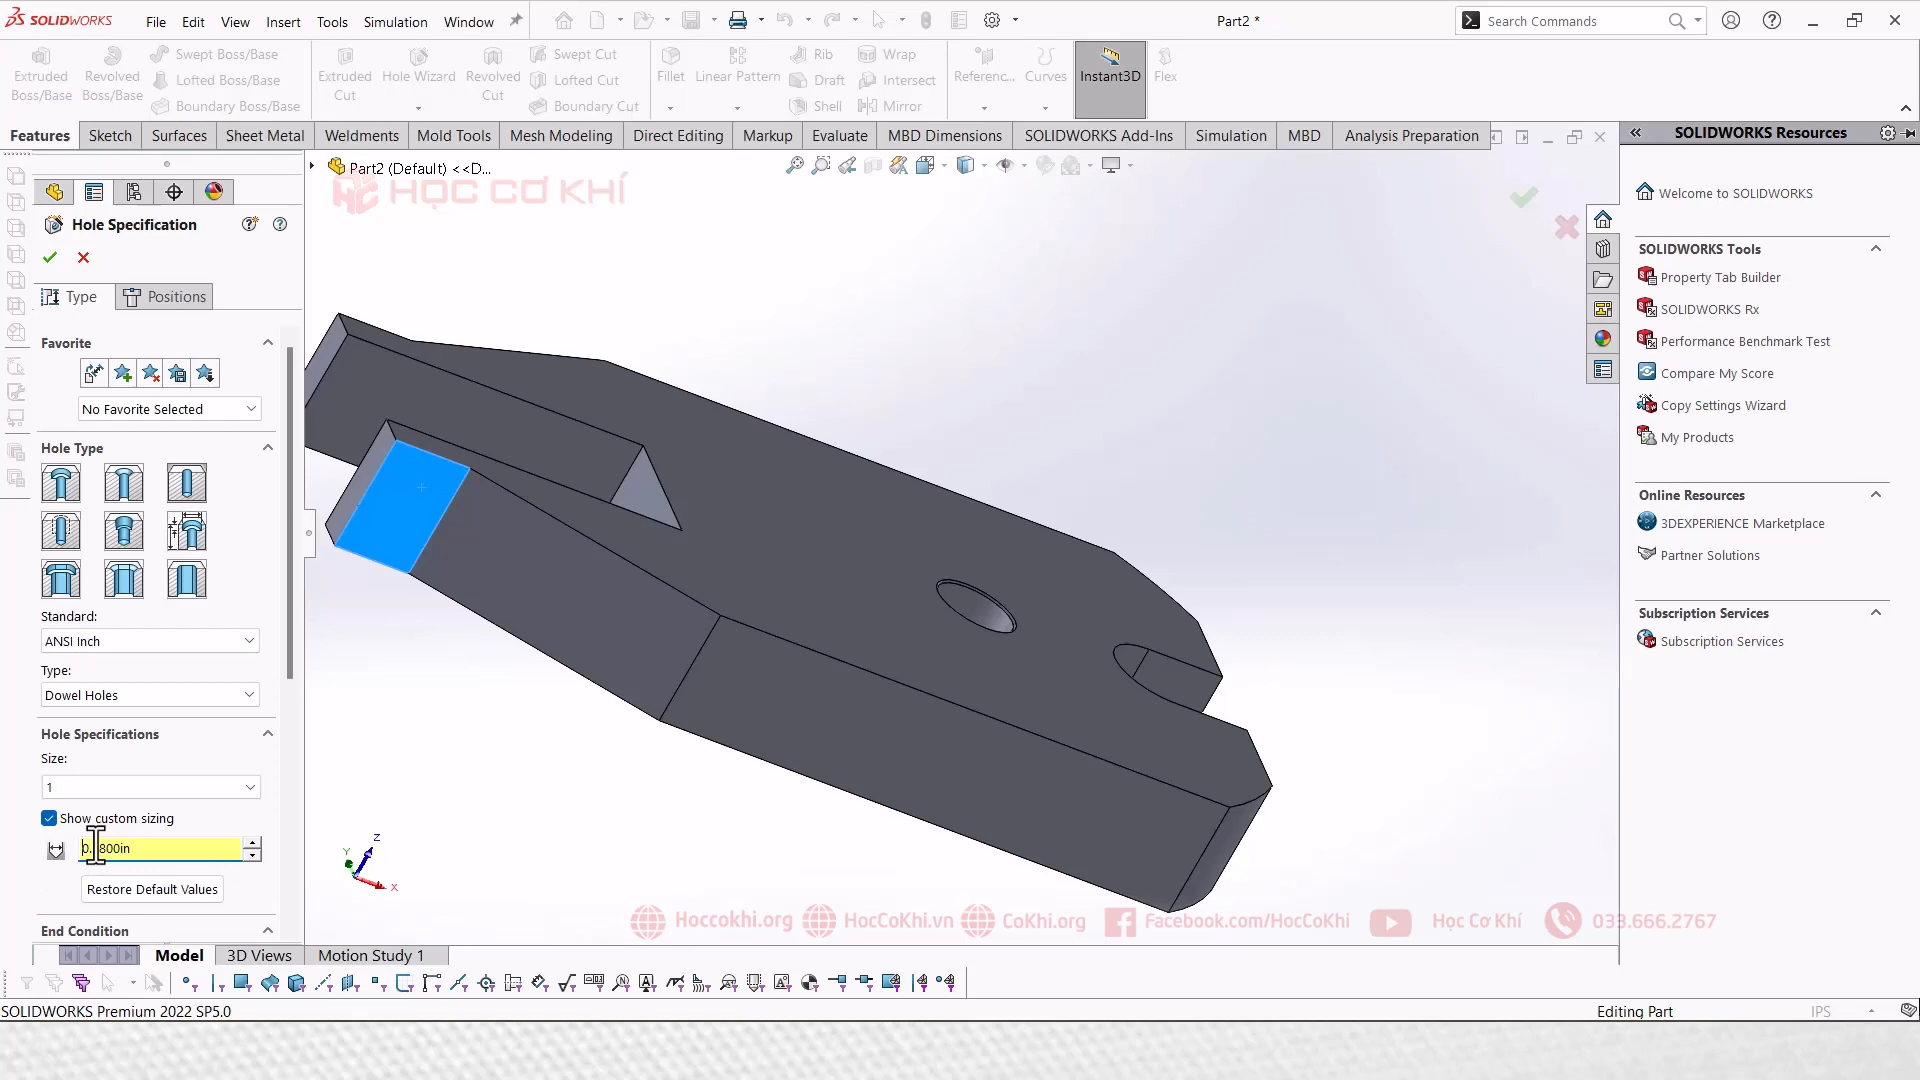 SOLIDWORKS
File Edit View Insert Tools Simulation Window
Part2 *
Search Commands
Extruded Boss/Base
Revolved Boss/Base
Swept Boss/Base
Lofted Boss/Base
Boundary Boss/Base
Extruded Cut
Hole Wizard
Revolved Cut
Swept Cut
Lofted Cut
Boundary Cut
Fillet
Linear Pattern
Rib
Draft
Shell
Wrap
Intersect
Mirror
Referenc...
Curves
Instant3D
Flex
Features Sketch Surfaces Sheet Metal Weldments Mold Tools Mesh Modeling Direct Editing Markup Evaluate MBD Dimensions SOLIDWORKS Add-Ins Simulation MBD Analysis Preparation
SOLIDWORKS Resources
Part2 (Default) <<D...
HỌC CƠ KHÍ
Hole Specification
Type
Positions
Favorite
No Favorite Selected
Hole Type
Standard:
ANSI Inch
Type:
Dowel Holes
Hole Specifications
Size:
1
Show custom sizing
Restore Default Values
End Condition
Z
Y
X
Welcome to SOLIDWORKS
SOLIDWORKS Tools
Property Tab Builder
SOLIDWORKS Rx
Performance Benchmark Test
Compare My Score
Copy Settings Wizard
My Products
Online Resources
3DEXPERIENCE Marketplace
Partner Solutions
Subscription Services
Subscription Services
Hoccokhi.org HocCoKhi.vn CoKhi.org Facebook.com/HocCoKhi Học Cơ Khí 033.666.2767
Model 3D Views Motion Study 1
SOLIDWORKS Premium 2022 SP5.0
Editing Part
IPS